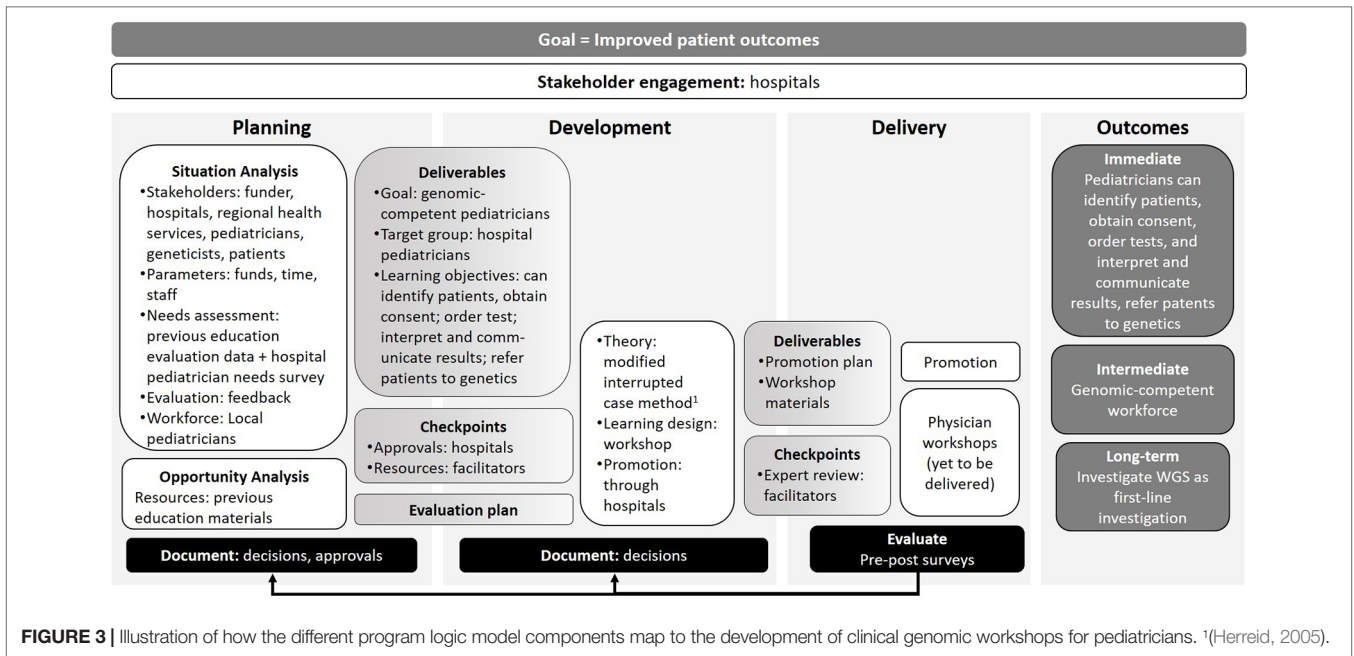 Goal = Improved patient outcomes
Stakeholder engagement: hospitals
Planning
Situation Analysis
•Stakeholders: funder,
hospitals, regional health
services, pediatricians,
geneticists, patients
•Parameters: funds, time,
staff
•Needs assessment:
previous education
evaluation data + hospital
pediatrician needs survey
•Evaluation: feedback
•Workforce: Local
pediatricians
Opportunity Analysis
Resources: previous
education materials
Document: decisions, approvals
Deliverables
•Goal: genomic-
competent pediatricians
•Target group: hospital
pediatricians
•Learning objectives: can
identify patients, obtain
consent; order test;
interpret and comm-
unicate results; refer
patients to genetics
Checkpoints
•Approvals: hospitals
•Resources: facilitators
Evaluation plan
Development
•Theory:
modified
interrupted
case method¹
•Learning design:
workshop
•Promotion:
through
hospitals
Document: decisions
Deliverables
•Promotion plan
•Workshop
materials
Checkpoints
•Expert review:
facilitators
Delivery
Promotion
Physician
workshops
(yet to be
delivered)
Evaluate
Pre-post surveys
Outcomes
Immediate
Pediatricians can
identify patients,
obtain consent,
order tests, and
interpret and
communicate
results, refer patents
to genetics
Intermediate
Genomic-competent
workforce
Long-term
Investigate WGS as
first-line
investigation
FIGURE 3 | Illustration of how the different program logic model components map to the development of clinical genomic workshops for pediatricians. ¹(Herreid, 2005).